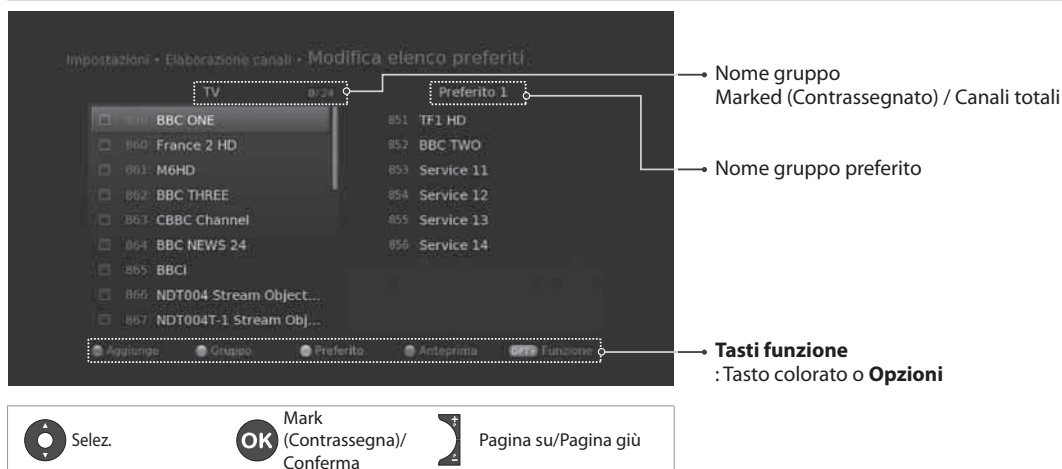 Impostazioni • Elaborazione canali • Modifica elenco preferiti
TV 0/24
BBC ONE
860 France 2 HD
861 M6HD
862 BBC THREE
863 CBBC Channel
864 BBC NEWS 24
865 BBCi
866 NDT004 Stream Object...
867 NDT004T-1 Stream Obj...
Preferito 1
851 TF1 HD
852 BBC TWO
853 Service 11
854 Service 12
855 Service 13
856 Service 14
Aggiunge Gruppo Preferito Anteprima OPT+ Funzione
Nome gruppo
Marked (Contrassegnato) / Canali totali
Nome gruppo preferito
Tasti funzione
: Tasto colorato o Opzioni
Selez.
OK
Mark
(Contrassegna)/
Conferma
Pagina su/Pagina giù